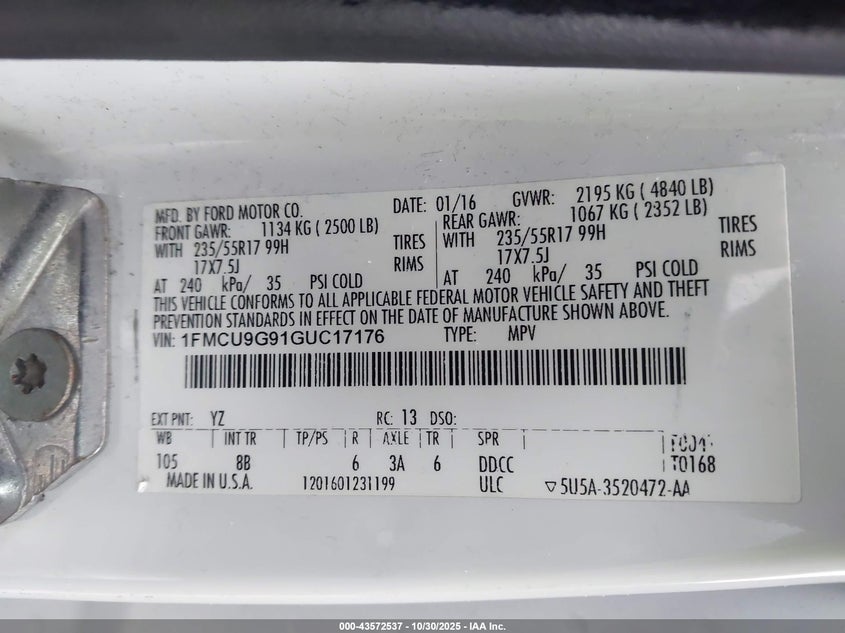 MFD. BY FORD MOTOR CO.
DATE: 01/16 GVWR: 2195 KG ( 4840 LB)
FRONT GAWR: 1134 KG ( 2500 LB)
REAR GAWR: 1067 KG ( 2352 LB)
WITH 235/55R17 99H TIRES
WITH 235/55R17 99H TIRES
17X7.5J RIMS
17X7.5J RIMS
AT 240 kPa/ 35 PSI COLD
AT 240 kPa/ 35 PSI COLD
THIS VEHICLE CONFORMS TO ALL APPLICABLE FEDERAL MOTOR VEHICLE SAFETY AND THEFT
PREVENTION STANDARDS IN EFFECT ON THE DATE OF MANUFACTURE SHOWN ABOVE.
VIN: 1FMCU9G91GUC17176 TYPE: MPV
EXT PNT: YZ RC: 13 DSO:
WB INT TR TP/PS R AXLE TR SPR
105 8B 6 3A 6 DDCC T0168
MADE IN U.S.A. 1201601231199 ULC ▽5U5A-3520472-AA
000-43572537 - 10/30/2025 - IAA Inc.